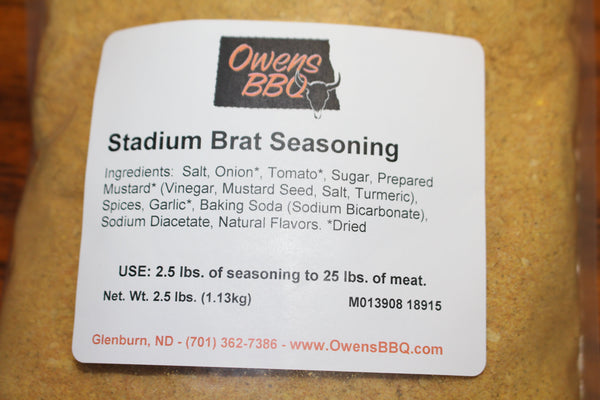 Owens
BBQ
Stadium Brat Seasoning
Ingredients: Salt, Onion*, Tomato*, Sugar, Prepared
Mustard* (Vinegar, Mustard Seed, Salt, Turmeric),
Spices, Garlic*, Baking Soda (Sodium Bicarbonate),
Sodium Diacetate, Natural Flavors. *Dried
USE: 2.5 lbs. of seasoning to 25 lbs. of meat.
Net. Wt. 2.5 lbs. (1.13kg) M013908 18915
Glenburn, ND - (701) 362-7386 - www.OwensBBQ.com